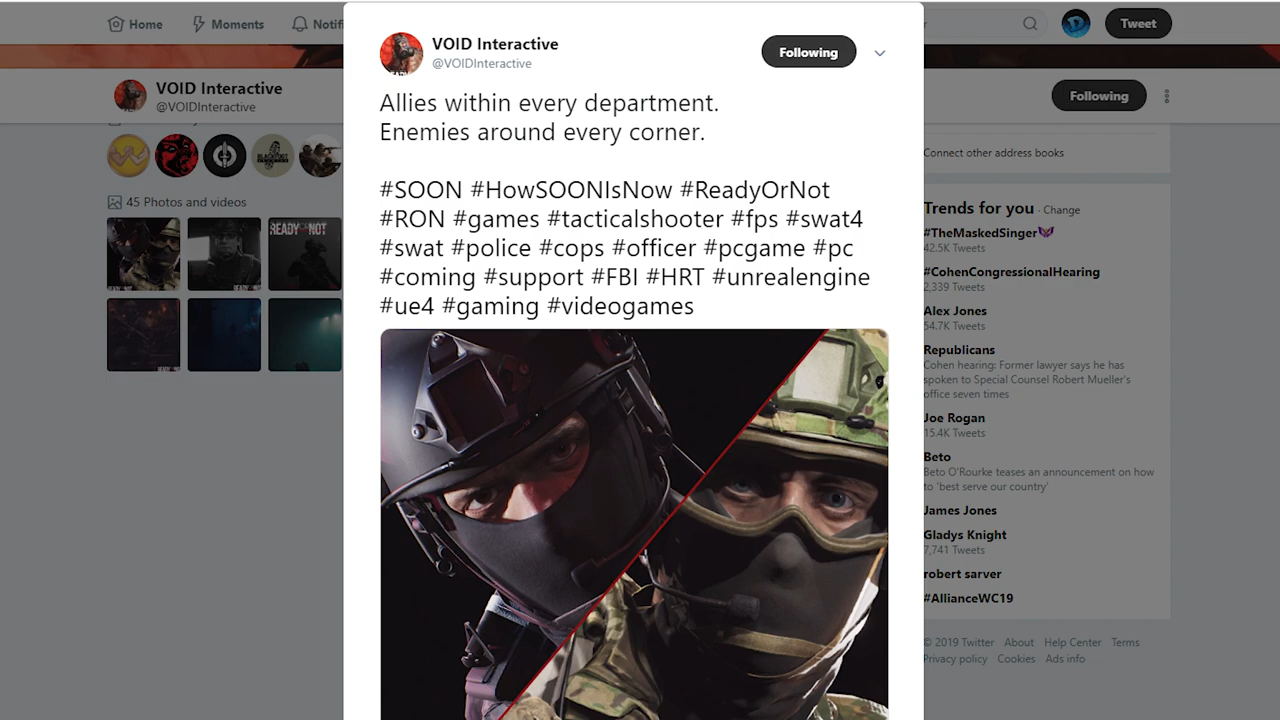 Home
Moments
Notifi
Tweet
VOID Interactive
@VOIDInteractive
Following
VOID Interactive
@VOIDInteractive
Following
Allies within every department.
Enemies around every corner.
#SOON #HowSOONIsNow #ReadyOrNot
#RON #games #tacticalshooter #fps #swat4
#swat #police #cops #officer #pcgame #pc
#coming #support #FBI #HRT #unrealengine
#ue4 #gaming #videogames
45 Photos and videos
READY OR NOT
Connect other address books
Trends for you · Change
#TheMaskedSinger
42.5K Tweets
#CohenCongressionalHearing
2,339 Tweets
Alex Jones
54.7K Tweets
Republicans
Cohen hearing: Former lawyer says he has
spoken to Special Counsel Robert Mueller's
office seven times
Joe Rogan
15.4K Tweets
Beto
Beto O'Rourke teases an announcement on how
to 'best serve our country'
James Jones
Gladys Knight
7,741 Tweets
robert sarver
#AllianceWC19
© 2019 Twitter About Help Center Terms
Privacy policy Cookies Ads info